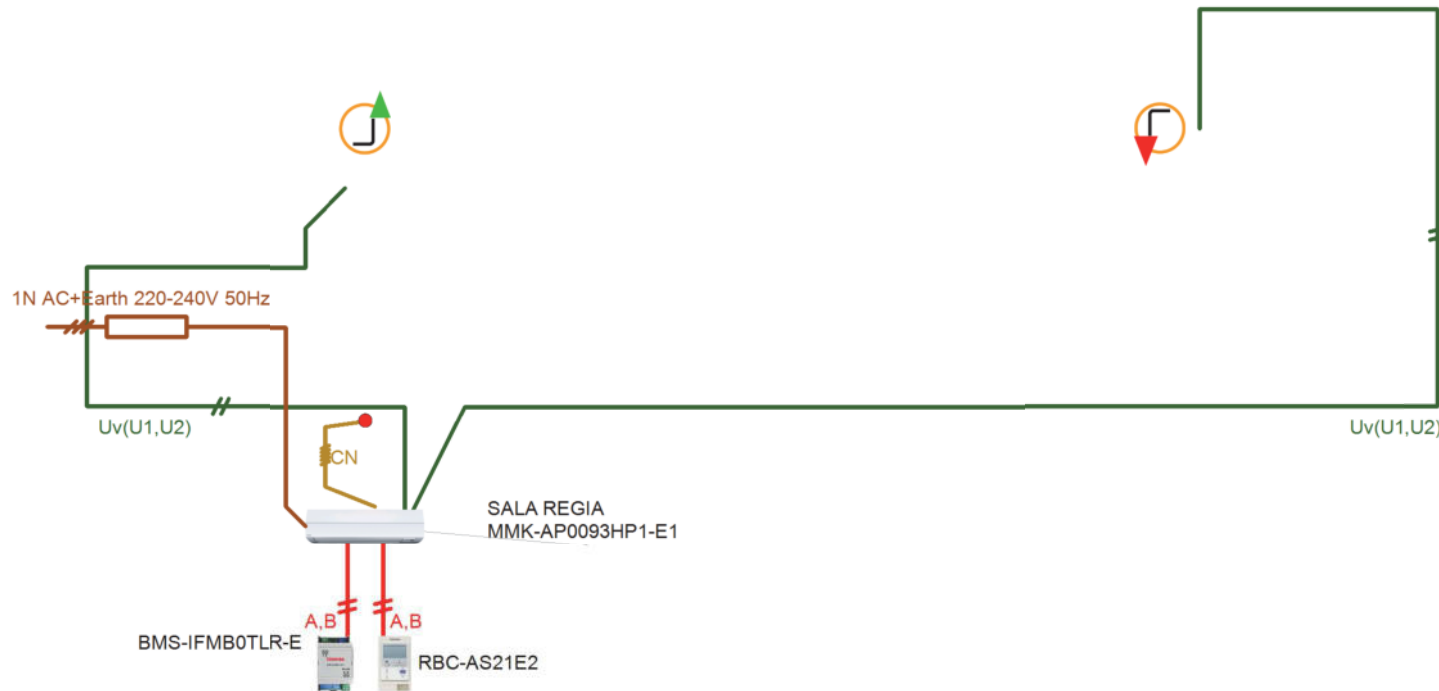 1N AC+Earth 220-240V 50Hz
Uv(U1,U2)
Uv(U1,U2)
CN
SALA REGIA
MMK-AP0093HP1-E1
A,B
A,B
BMS-IFMB0TLR-E
RBC-AS21E2